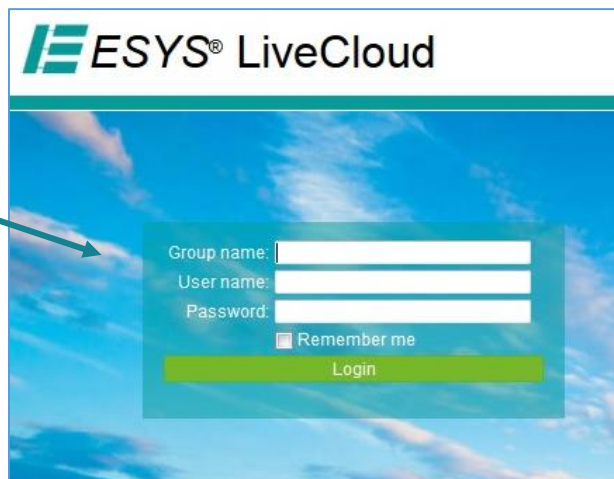 ESYS® LiveCloud
Group name:
User name:
Password:
Remember me
Login